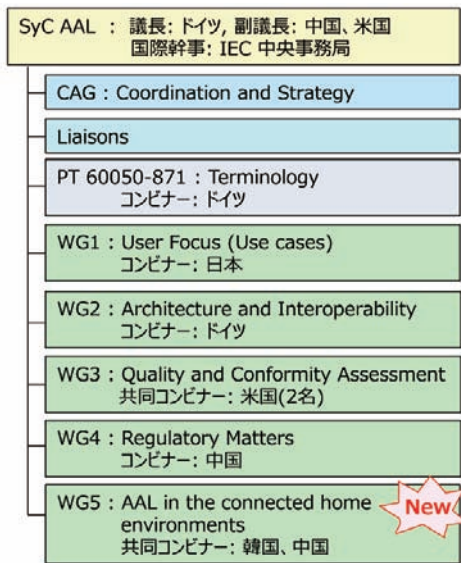 SyC AAL : 議長: ドイツ, 副議長: 中国、米国
国際幹事: IEC 中央事務局
CAG : Coordination and Strategy
Liaisons
PT 60050-871 : Terminology
コンビナー: ドイツ
WG1 : User Focus (Use cases)
コンビナー: 日本
WG2 : Architecture and Interoperability
コンビナー: ドイツ
WG3 : Quality and Conformity Assessment
共同コンビナー: 米国(2名)
WG4 : Regulatory Matters
コンビナー: 中国
WG5 : AAL in the connected home
environments
共同コンビナー: 韓国、中国
New